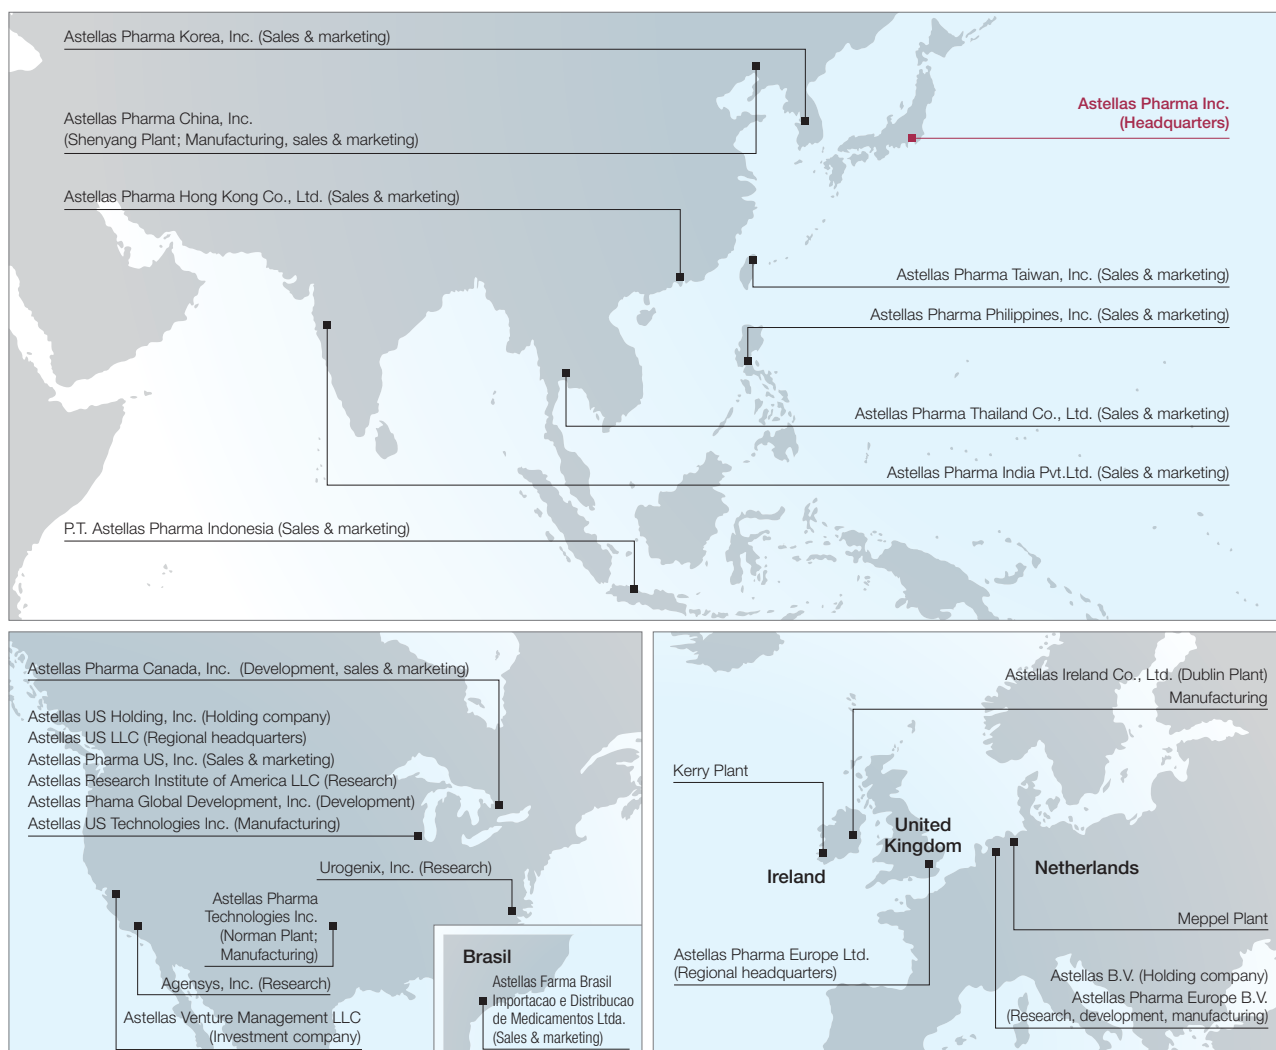 Astellas Pharma Korea, Inc. (Sales & marketing)
Astellas Pharma China, Inc.
(Shenyang Plant; Manufacturing, sales & marketing)
Astellas Pharma Hong Kong Co., Ltd. (Sales & marketing)
Astellas Pharma Inc.
(Headquarters)
Astellas Pharma Taiwan, Inc. (Sales & marketing)
Astellas Pharma Philippines, Inc. (Sales & marketing)
Astellas Pharma Thailand Co., Ltd. (Sales & marketing)
Astellas Pharma India Pvt.Ltd. (Sales & marketing)
P.T. Astellas Pharma Indonesia (Sales & marketing)
Astellas Pharma Canada, Inc. (Development, sales & marketing)
Astellas US Holding, Inc. (Holding company)
Astellas US LLC (Regional headquarters)
Astellas Pharma US, Inc. (Sales & marketing)
Astellas Research Institute of America LLC (Research)
Astellas Phama Global Development, Inc. (Development)
Astellas US Technologies Inc. (Manufacturing)
Urogenix, Inc. (Research)
Astellas Pharma
Technologies Inc.
(Norman Plant;
Manufacturing)
Agensys, Inc. (Research)
Astellas Venture Management LLC
(Investment company)
Brasil
Astellas Farma Brasil
Importacao e Distribucao
de Medicamentos Ltda.
(Sales & marketing)
Astellas Ireland Co., Ltd. (Dublin Plant)
Manufacturing
Kerry Plant
United
Kingdom
Ireland
Netherlands
Meppel Plant
Astellas Pharma Europe Ltd.
(Regional headquarters)
Astellas B.V. (Holding company)
Astellas Pharma Europe B.V.
(Research, development, manufacturing)